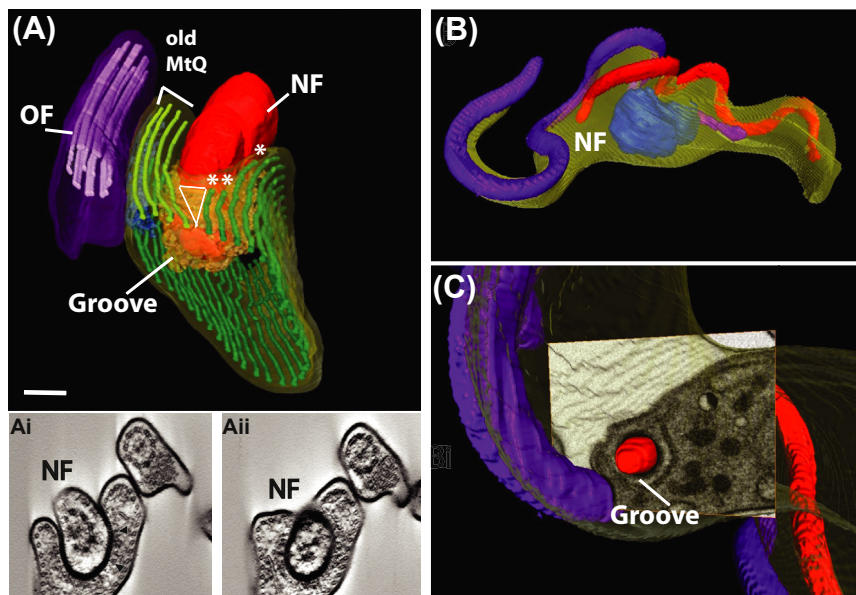 (A)
old
MtQ
NF
OF
*
**
Groove
(B)
NF
(C)
Groove
Ai
NF
Aii
NF